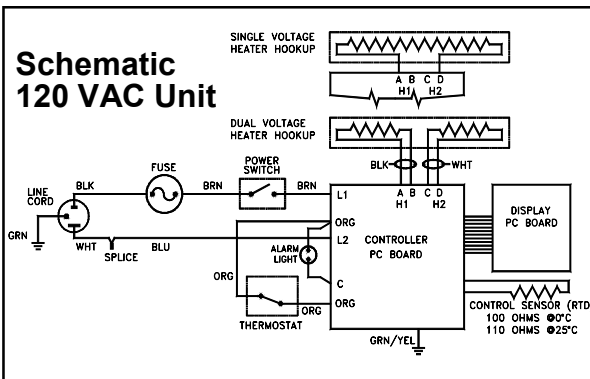 Schematic
120 VAC Unit
SINGLE VOLTAGE
HEATER HOOKUP
A B C D
H1 H2
DUAL VOLTAGE
HEATER HOOKUP
BLK
WHT
A B C D
H1 H2
LINE
CORD
BLK
FUSE
BRN
POWER
SWITCH
BRN
L1
GRN
WHT
SPLICE
BLU
ORG
L2
ALARM
LIGHT
C
ORG
ORG
ORG
THERMOSTAT
CONTROLLER
PC BOARD
DISPLAY
PC BOARD
CONTROL SENSOR (RTD
100 OHMS @0°C
110 OHMS @25°C
GRN/YEL